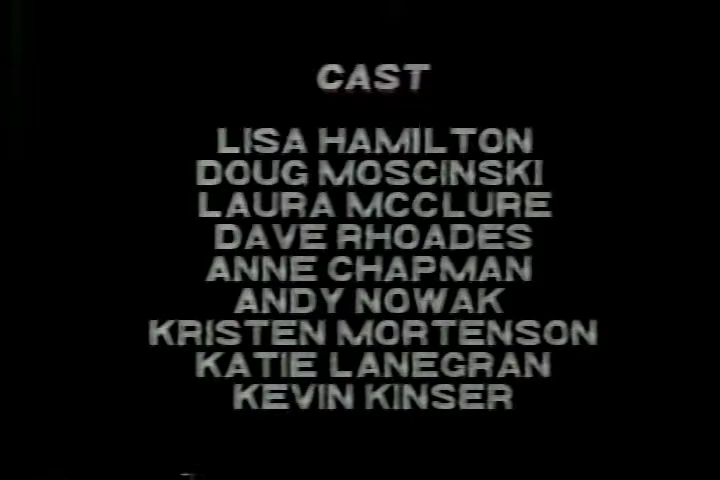 CAST
LISA HAMILTON
DOUG MOSCINSKI
LAURA MCCLURE
DAVE RHOADES
ANNE CHAPMAN
ANDY NOWAK
KRISTEN MORTENSON
KATIE LANEGRAN
KEVIN KINSER